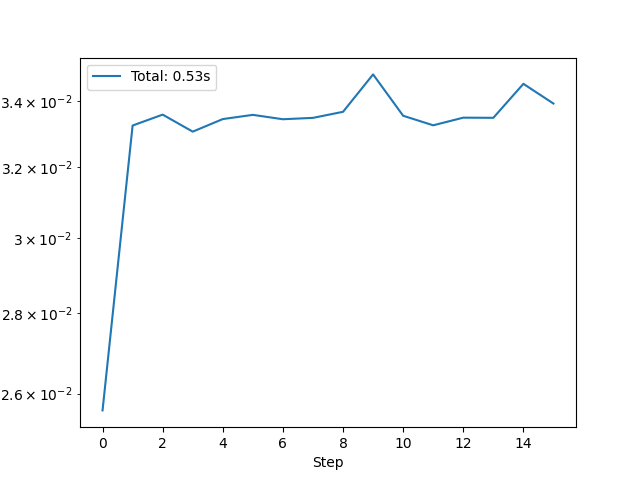 Total: 0.53s
3.4 × 10⁻²
3.2 × 10⁻²
3 × 10⁻²
2.8 × 10⁻²
2.6 × 10⁻²
0 2 4 6 8 10 12 14
Step